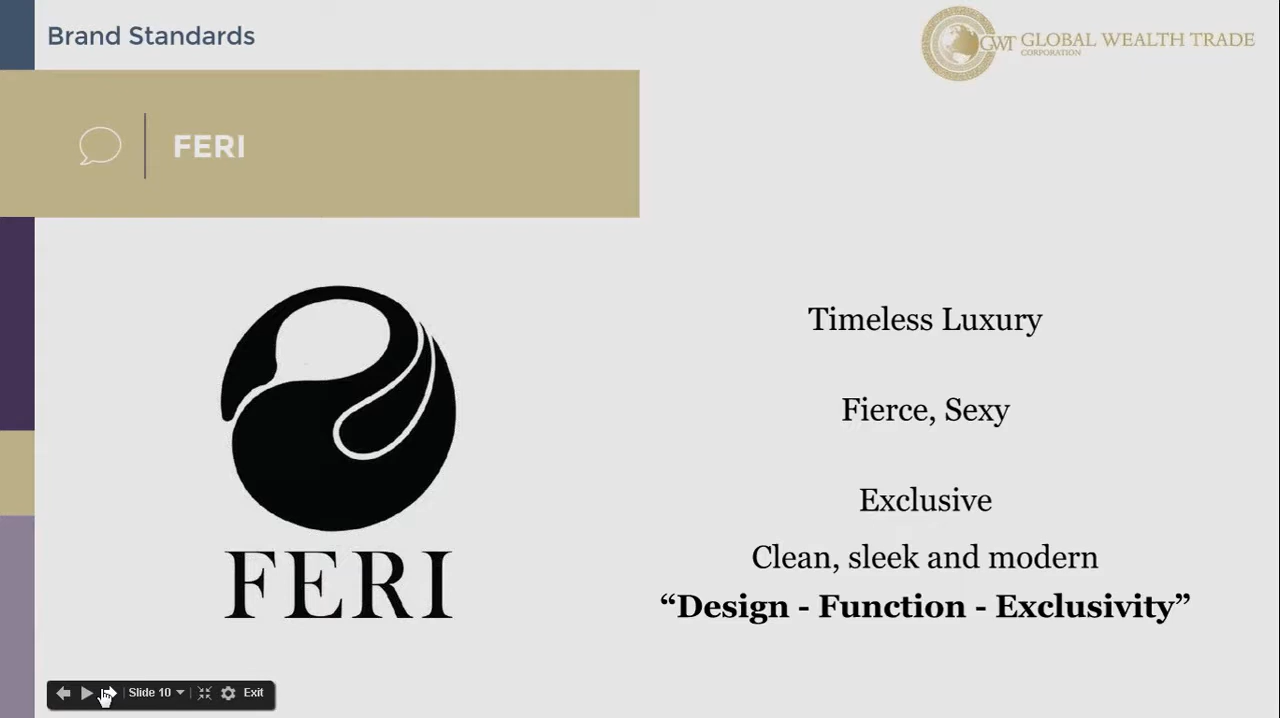 Brand Standards
GWT GLOBAL WEALTH TRADE
CORPORATION
FERI
Timeless Luxury
Fierce, Sexy
Exclusive
Clean, sleek and modern
“Design - Function - Exclusivity”
FERI
Slide 10
Exit